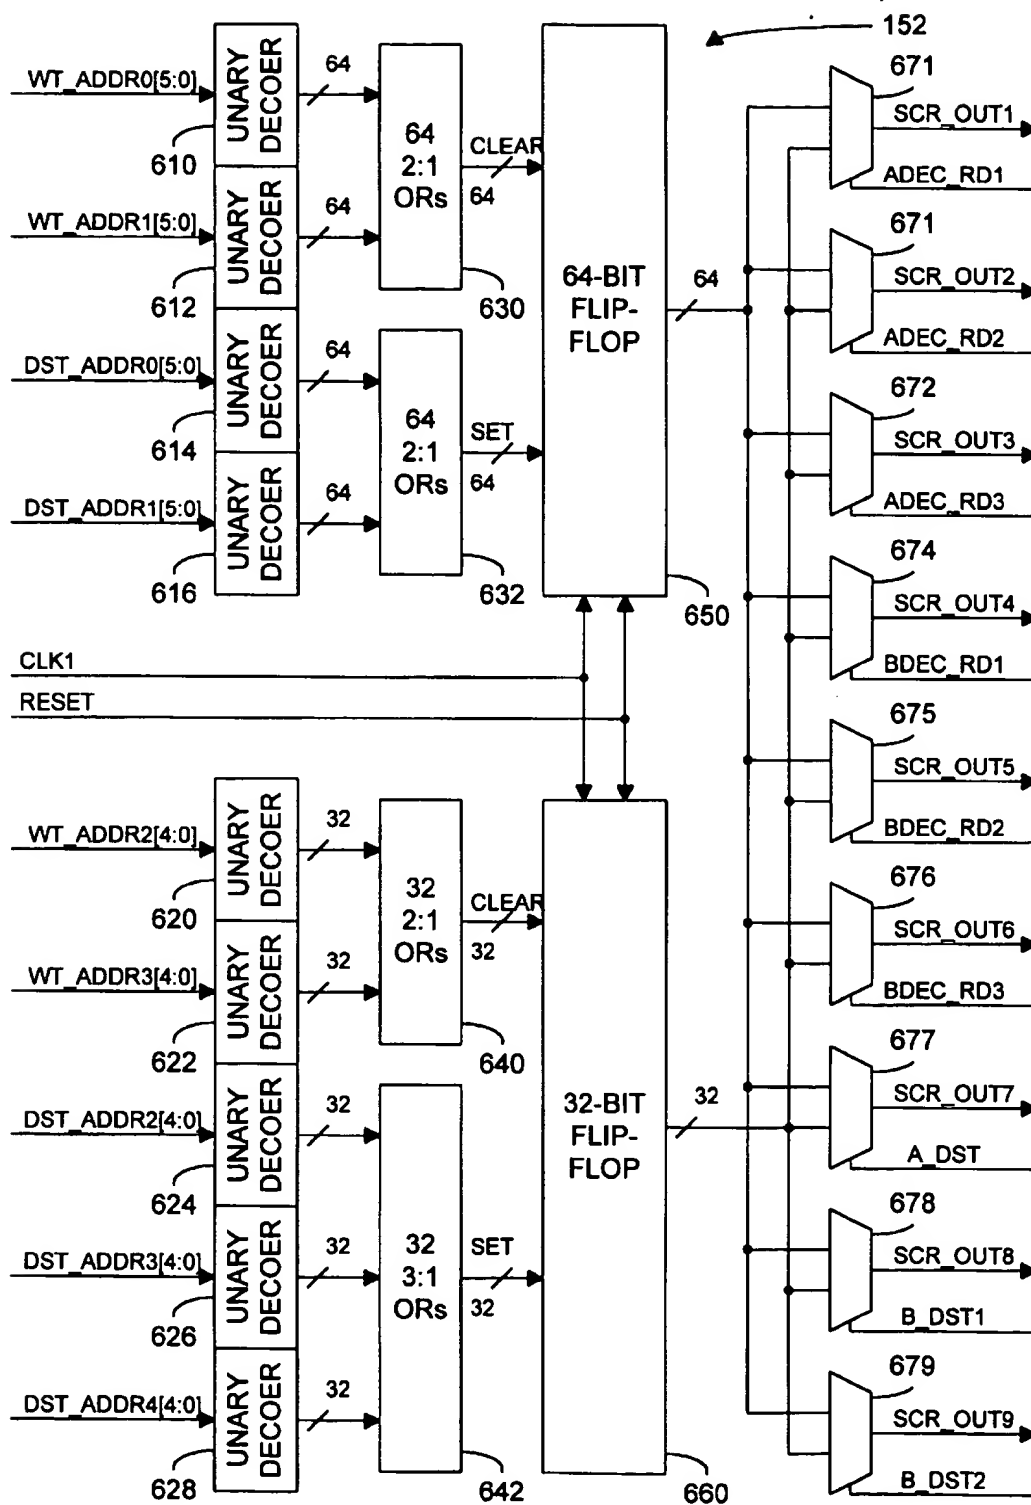 152
WT_ADDR0[5:0]
UNARY
DECOER
610
64
WT_ADDR1[5:0]
UNARY
DECOER
612
64
64
2:1
ORs
630
CLEAR
64
DST_ADDR0[5:0]
UNARY
DECOER
614
64
DST_ADDR1[5:0]
UNARY
DECOER
616
64
64
2:1
ORs
632
SET
64
64-BIT
FLIP-
FLOP
650
64
CLK1
RESET
WT_ADDR2[4:0]
UNARY
DECOER
620
32
WT_ADDR3[4:0]
UNARY
DECOER
622
32
32
2:1
ORs
640
CLEAR
32
DST_ADDR2[4:0]
UNARY
DECOER
624
32
DST_ADDR3[4:0]
UNARY
DECOER
626
32
DST_ADDR4[4:0]
UNARY
DECOER
628
32
32
3:1
ORs
642
SET
32
32-BIT
FLIP-
FLOP
660
32
671
SCR_OUT1
ADEC_RD1
671
SCR_OUT2
ADEC_RD2
672
SCR_OUT3
ADEC_RD3
674
SCR_OUT4
BDEC_RD1
675
SCR_OUT5
BDEC_RD2
676
SCR_OUT6
BDEC_RD3
677
SCR_OUT7
A_DST
678
SCR_OUT8
B_DST1
679
SCR_OUT9
B_DST2